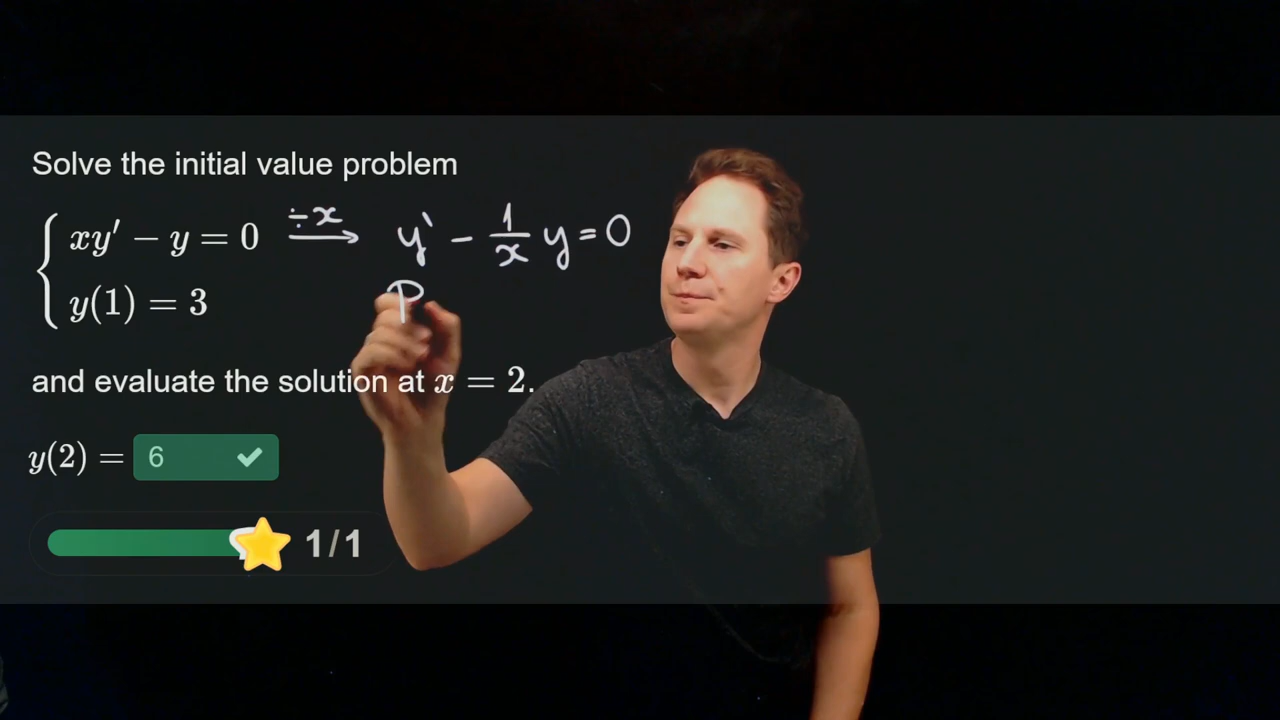 Solve the initial value problem
{ xy′ − y = 0 ÷x → y' − 1/x y = 0
y(1) = 3 P
and evaluate the solution at x = 2.
y(2) = 6 ✔
1/1